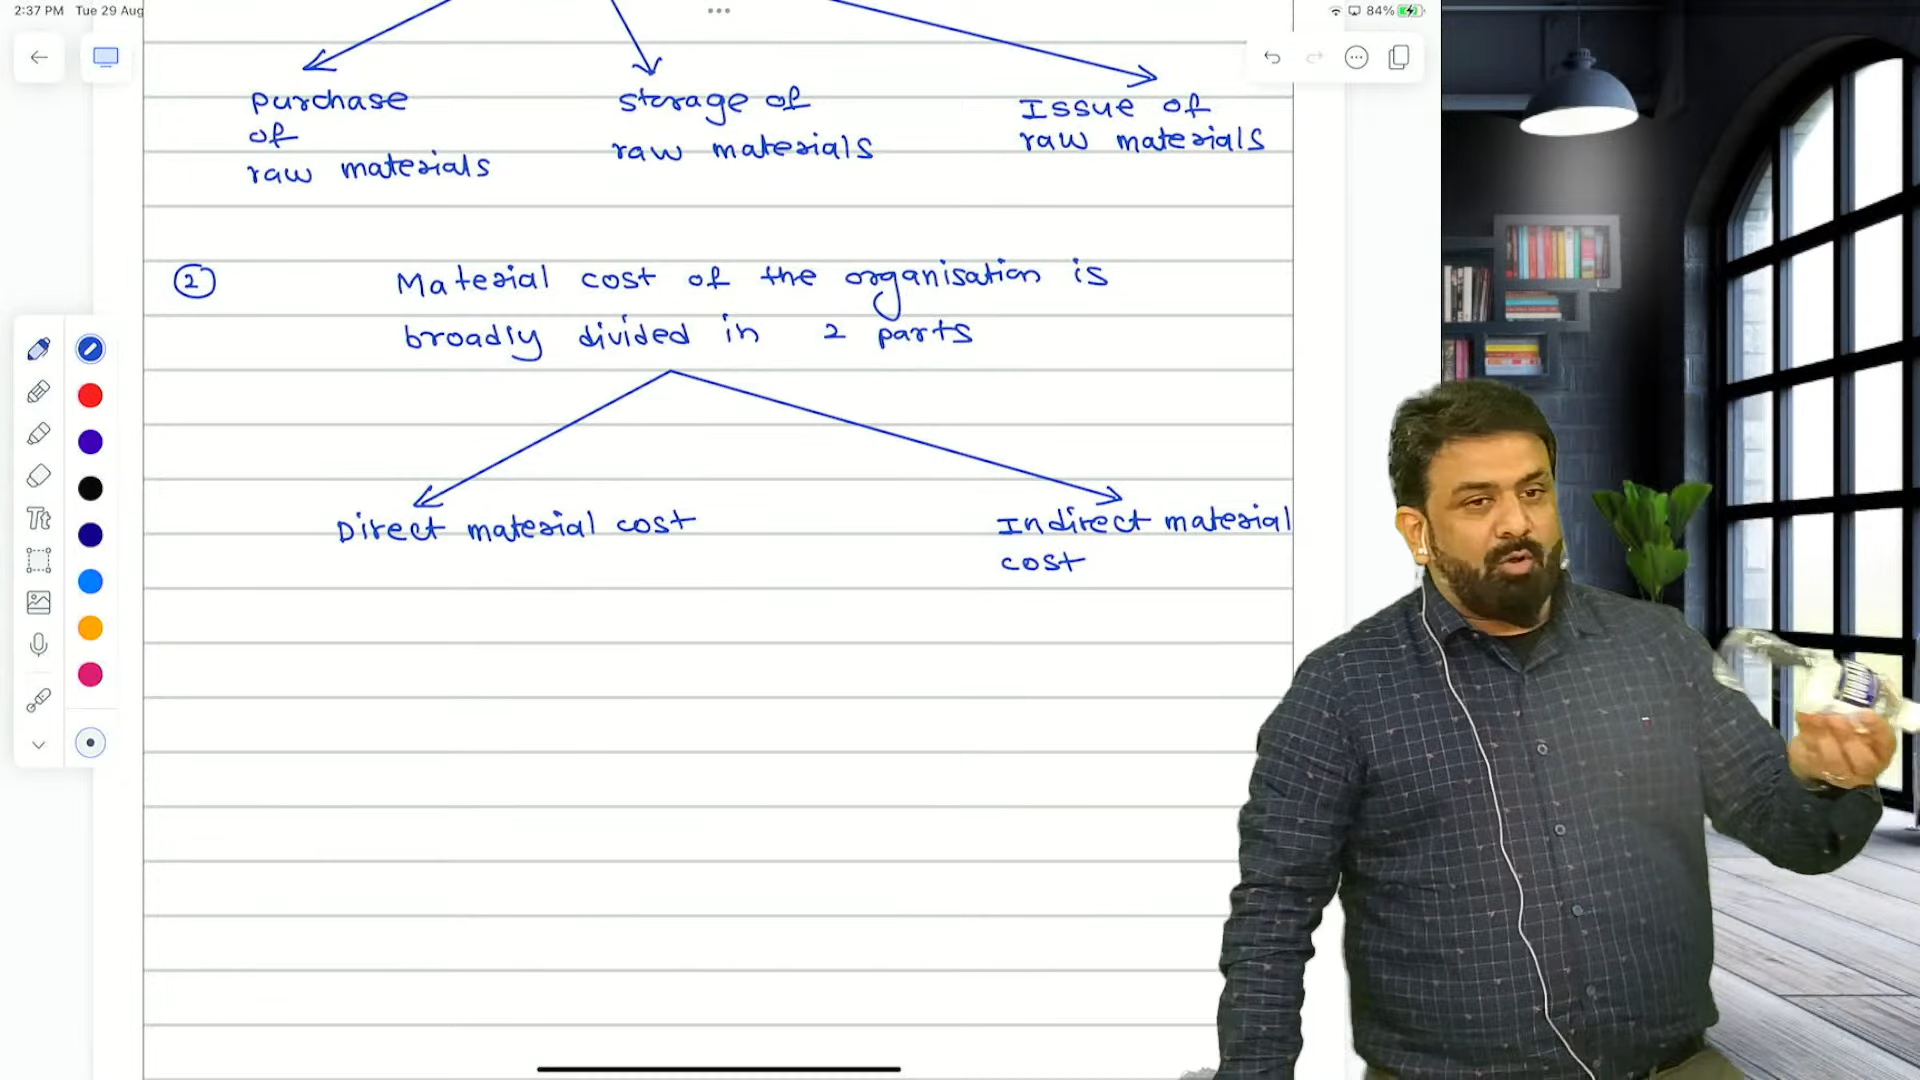 2:37 PM Tue 29 Aug
84%
purchase
of
raw materials
storage of
raw materials
Issue of
raw materials
2
Material cost of the organisation is
broadly divided in 2 parts
Direct material cost
Indirect material
cost
Tt